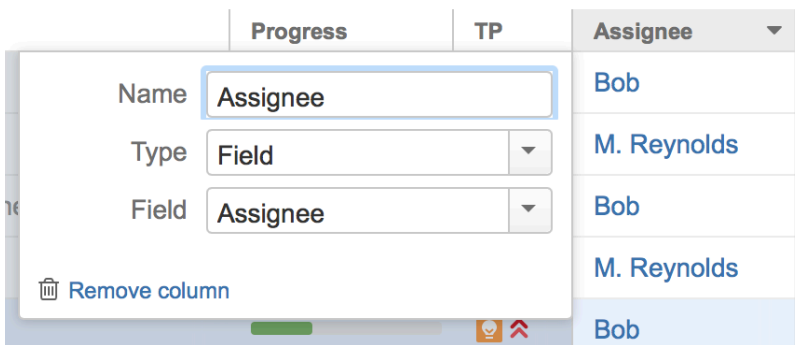 Progress TP Assignee
Name Assignee
Bob
Type Field
M. Reynolds
Field Assignee
Bob
M. Reynolds
Remove column
Bob